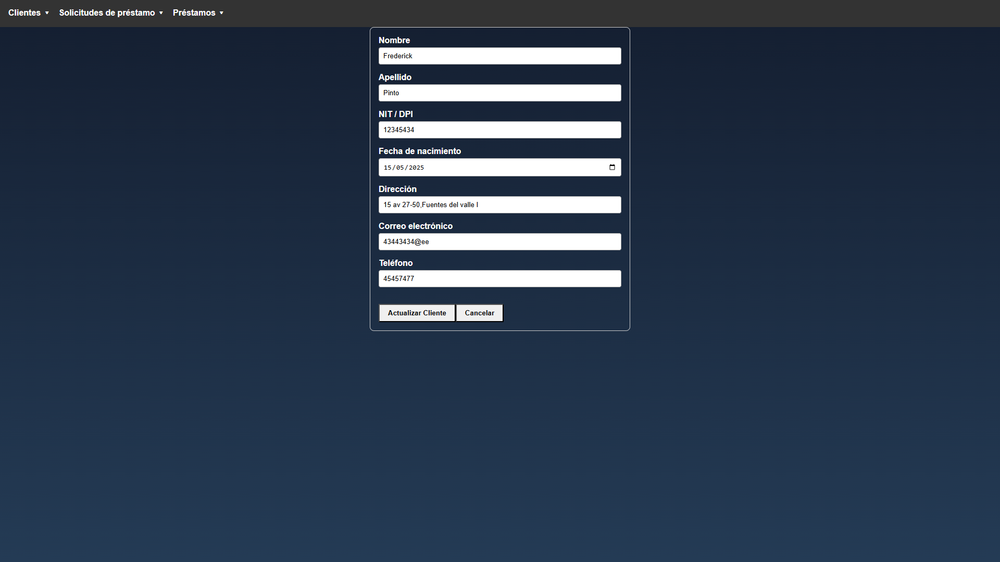 Clientes ▼ Solicitudes de préstamo ▼ Préstamos ▼
Nombre
Frederick
Apellido
Pinto
NIT / DPI
12345434
Fecha de nacimiento
15/05/2025
Dirección
15 av 27-50,Fuentes del valle I
Correo electrónico
43443434@ee
Teléfono
45457477
Actualizar Cliente Cancelar